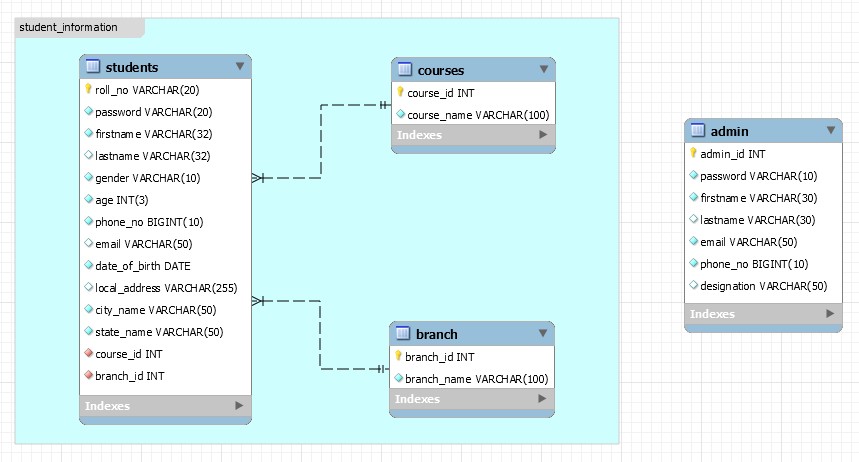 student_information
students
roll_no VARCHAR(20)
password VARCHAR(20)
firstname VARCHAR(32)
lastname VARCHAR(32)
gender VARCHAR(10)
age INT(3)
phone_no BIGINT(10)
email VARCHAR(50)
date_of_birth DATE
local_address VARCHAR(255)
city_name VARCHAR(50)
state_name VARCHAR(50)
course_id INT
branch_id INT
Indexes
courses
course_id INT
course_name VARCHAR(100)
Indexes
branch
branch_id INT
branch_name VARCHAR(100)
Indexes
admin
admin_id INT
password VARCHAR(10)
firstname VARCHAR(30)
lastname VARCHAR(30)
email VARCHAR(50)
phone_no BIGINT(10)
designation VARCHAR(50)
Indexes